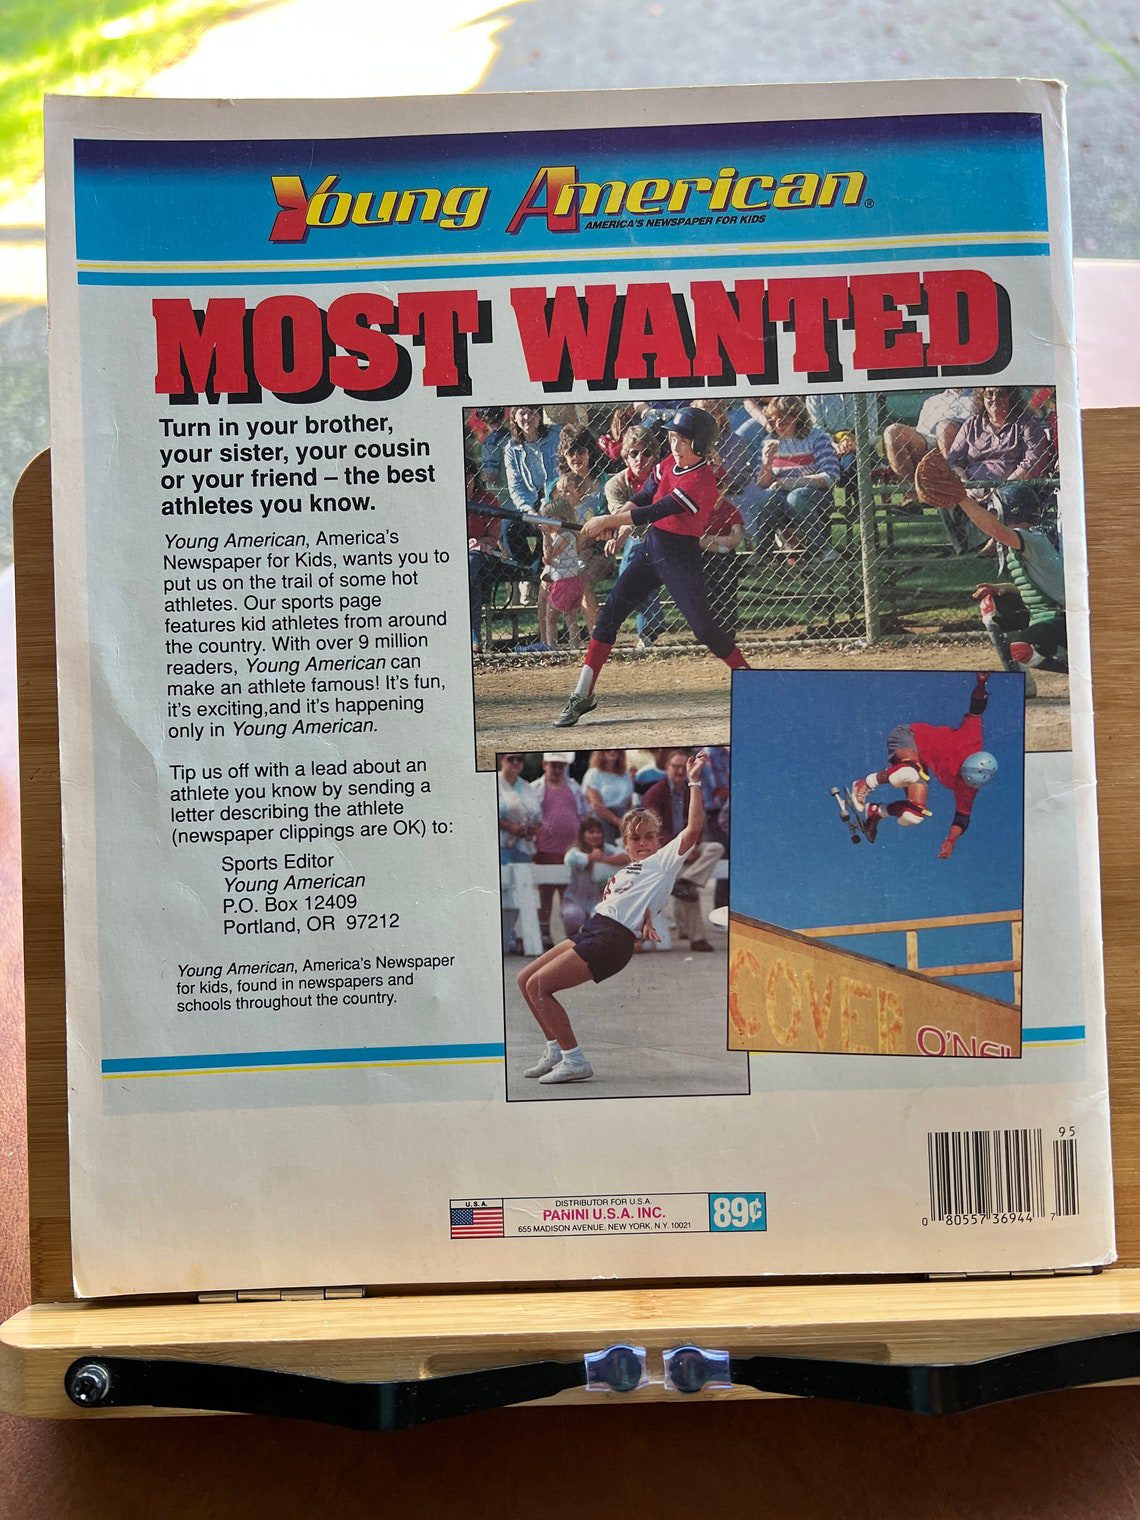 Young American®
AMERICA'S NEWSPAPER FOR KIDS
MOST WANTED
Turn in your brother,
your sister, your cousin
or your friend – the best
athletes you know.
Young American, America's
Newspaper for Kids, wants you to
put us on the trail of some hot
athletes. Our sports page
features kid athletes from around
the country. With over 9 million
readers, Young American can
make an athlete famous! It's fun,
it's exciting,and it's happening
only in Young American.
Tip us off with a lead about an
athlete you know by sending a
letter describing the athlete
(newspaper clippings are OK) to:
Sports Editor
Young American
P.O. Box 12409
Portland, OR 97212
Young American, America's Newspaper
for kids, found in newspapers and
schools throughout the country.
COVER
O'NEIL
U.S.A.
DISTRIBUTOR FOR U.S.A.
PANINI U.S.A. INC.
655 MADISON AVENUE, NEW YORK, N.Y. 10021
89¢
95
0 80557 36944 7